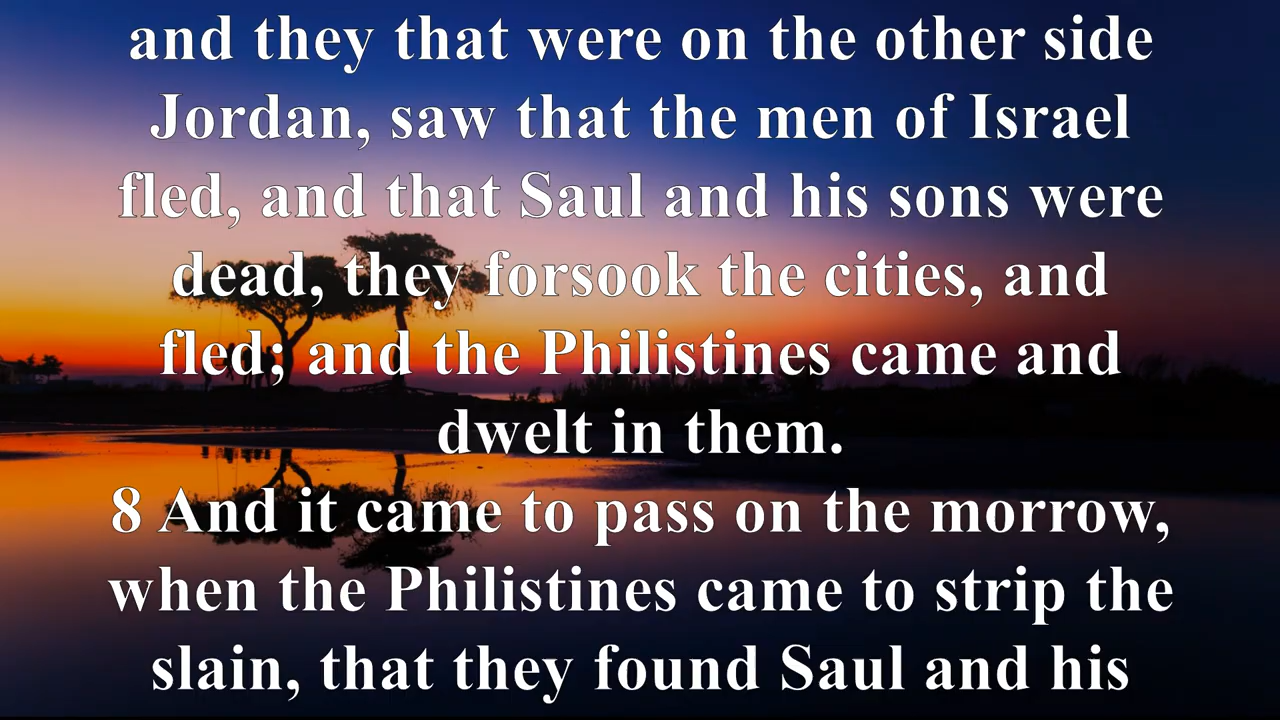 and they that were on the other side
Jordan, saw that the men of Israel
fled, and that Saul and his sons were
dead, they forsook the cities, and
fled; and the Philistines came and
dwelt in them.
8 And it came to pass on the morrow,
when the Philistines came to strip the
slain, that they found Saul and his